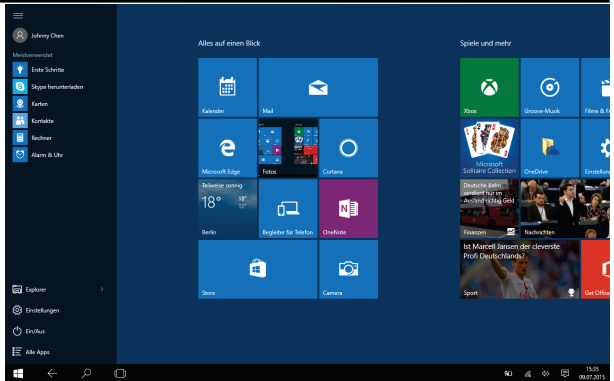 Johnny Chen
Meistverwendet
Erste Schritte
Skype herunterladen
Karten
Kontakte
Rechner
Alarm & Uhr
Explorer
Einstellungen
Ein/Aus
Alle Apps
Alles auf einen Blick
Kalender
Mail
Microsoft Edge
Fotos
Cortana
Teilweise sonnig
18°
18°
12°
Berlin
Begleiter für Telefon
OneNote
Store
Camera
Spiele und mehr
Xbox
Groove-Musik
Filme & F
Microsoft
Solitaire Collection
OneDrive
Einstellun
Deutsche Bahn
verdient nur im
Ausland richtig Geld
Finanzen
Nachrichten
Ist Marcell Jansen der cleverste
Profi Deutschlands?
Sport
Get Office
15:35
09.07.2015